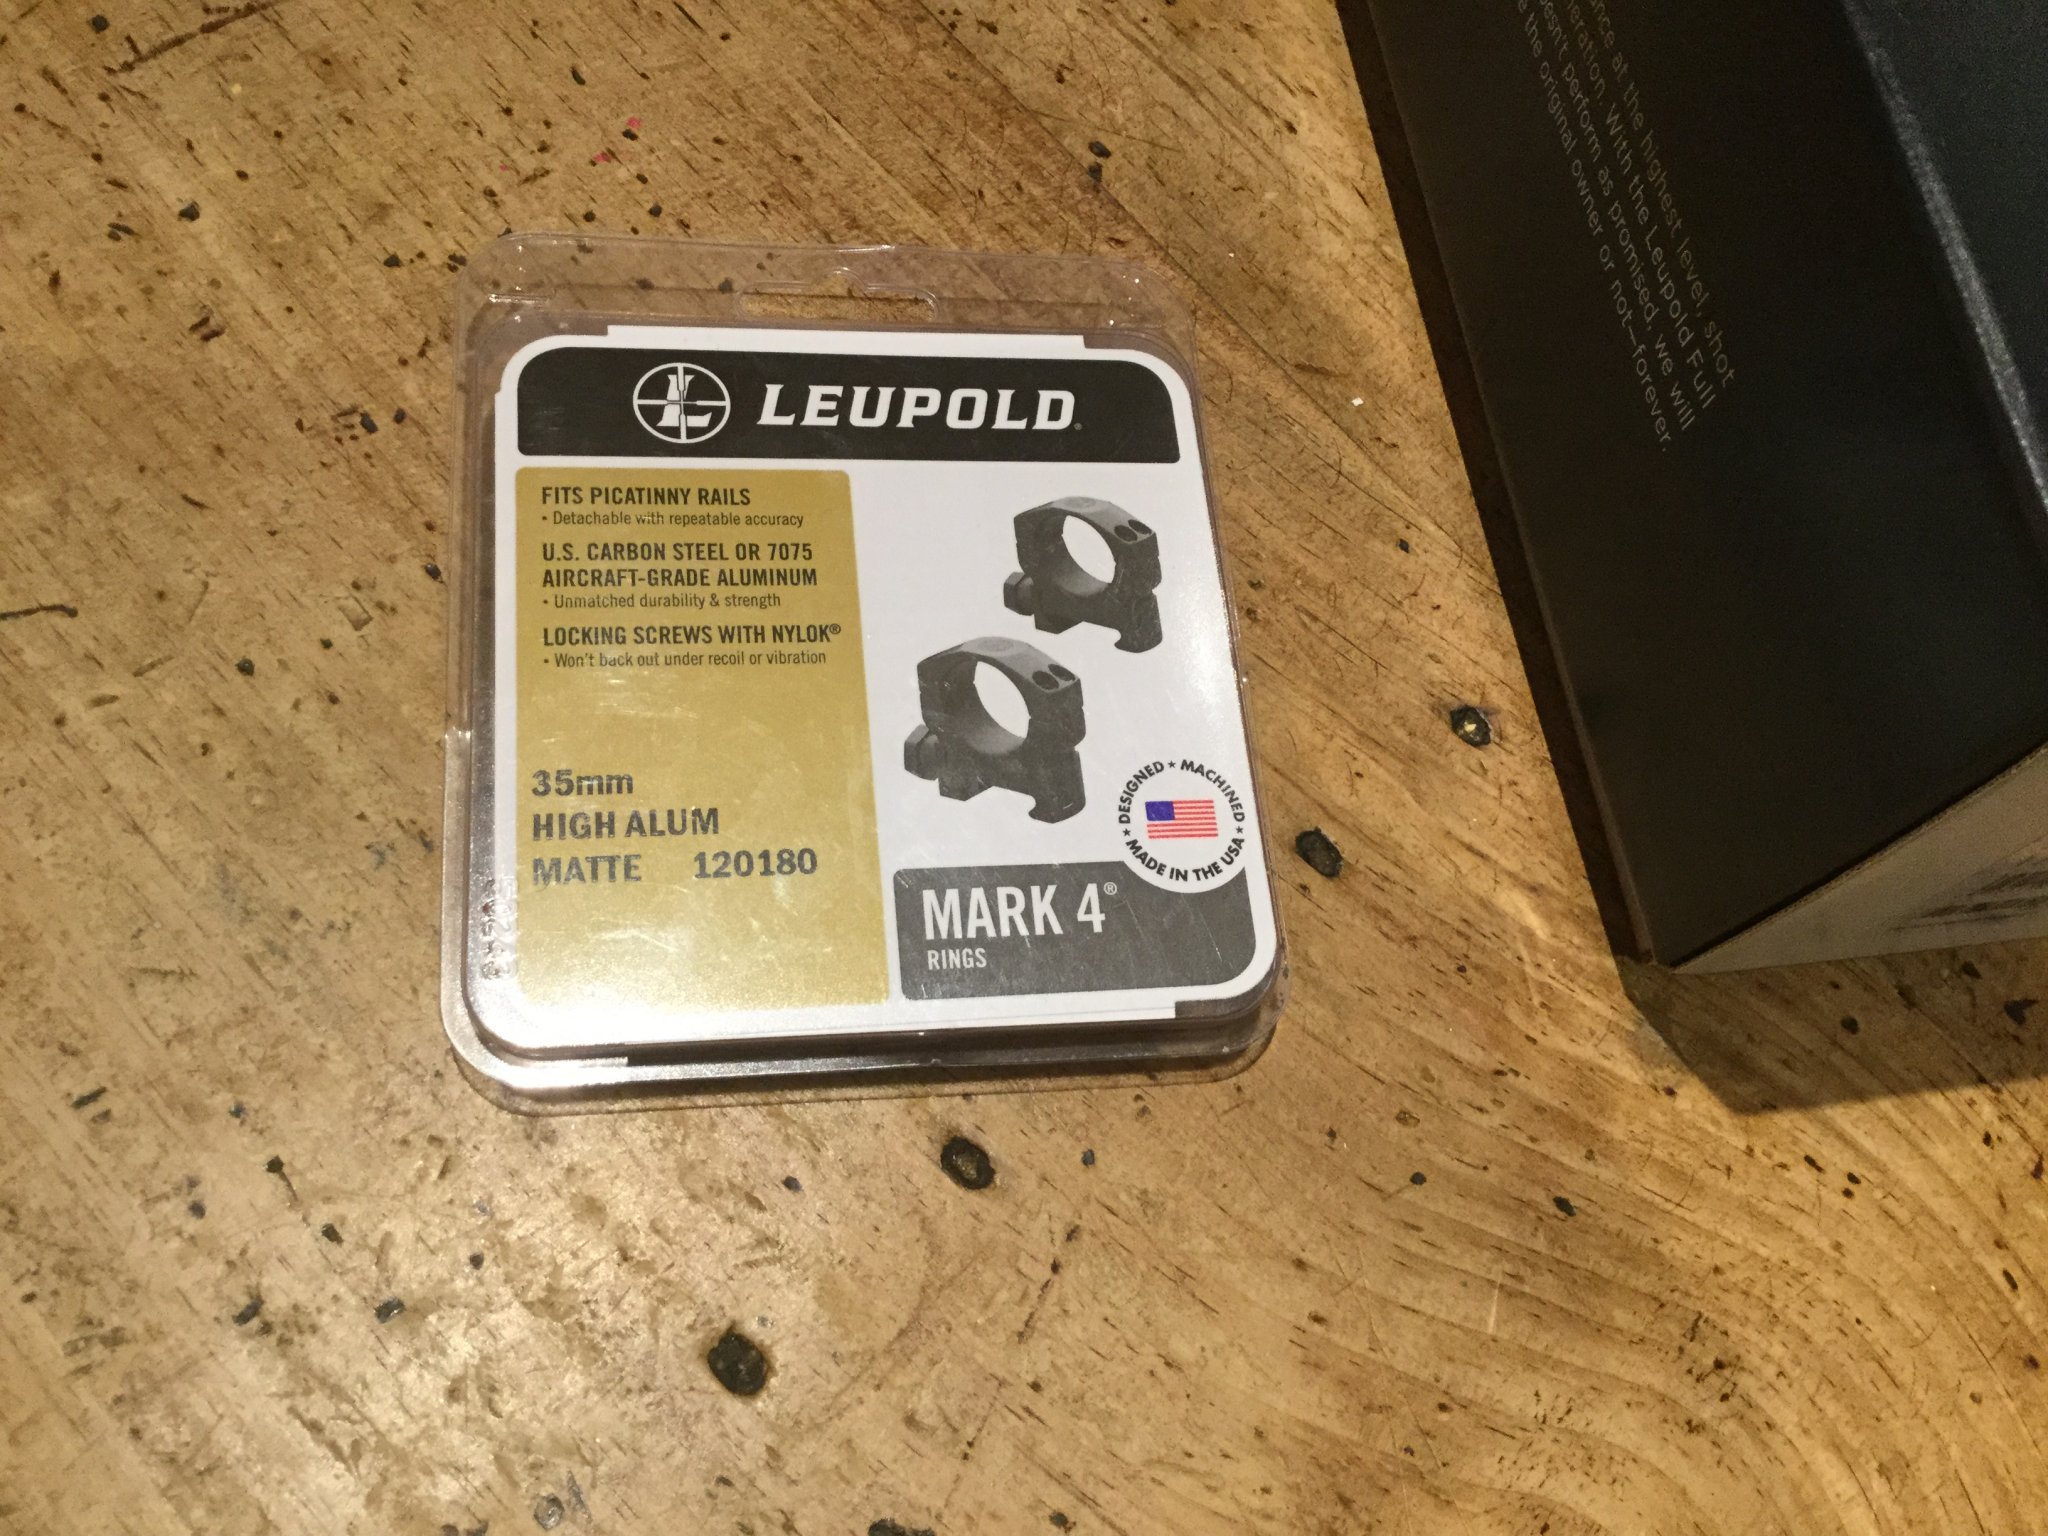 LEUPOLD®
FITS PICATINNY RAILS
• Detachable with repeatable accuracy
U.S. CARBON STEEL OR 7075
AIRCRAFT-GRADE ALUMINUM
• Unmatched durability & strength
LOCKING SCREWS WITH NYLOK®
• Won't back out under recoil or vibration
35mm
HIGH ALUM
MATTE 120180
DESIGNED ★ MACHINED ★
MADE IN THE USA ★
MARK 4®
RINGS
at the highest level, shot
With the Leupold Full
perform as promised, we will
the original owner or not—forever.